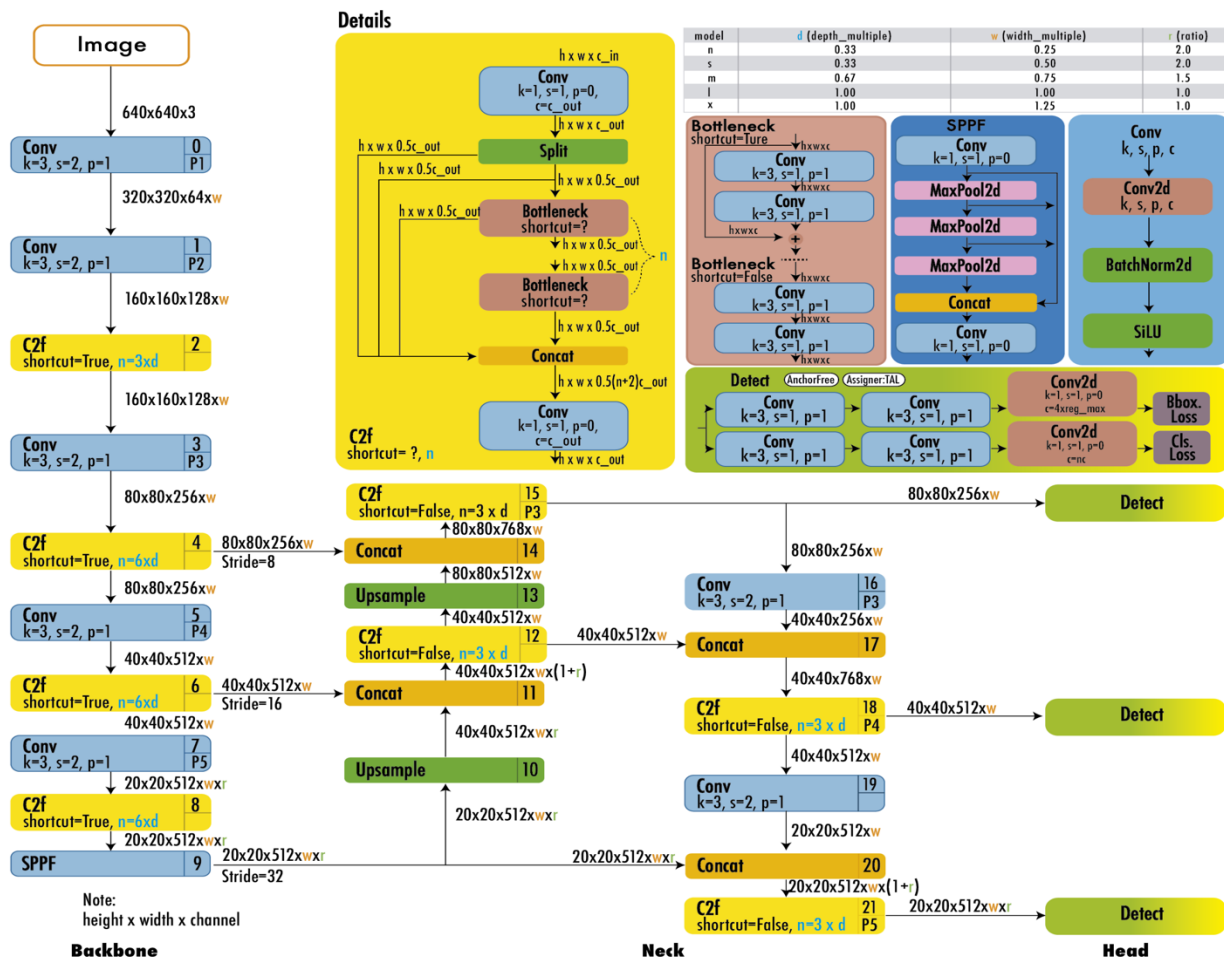 Image
640x640x3
Conv 0
k=3, s=2, p=1 P1
320x320x64xw
Conv 1
k=3, s=2, p=1 P2
160x160x128xw
C2f 2
shortcut=True, n=3xd
160x160x128xw
Conv 3
k=3, s=2, p=1 P3
80x80x256xw
C2f 4
shortcut=True, n=6xd
80x80x256xw
Stride=8
80x80x256xw
Conv 5
k=3, s=2, p=1 P4
40x40x512xw
C2f 6
shortcut=True, n=6xd
40x40x512xw
Stride=16
40x40x512xw
Conv 7
k=3, s=2, p=1 P5
20x20x512xwxr
C2f 8
shortcut=True, n=6xd
20x20x512xwxr
SPPF 9
20x20x512xwxr
Stride=32
Note:
height x width x channel
Backbone
Details
h x w x c_in
Conv
k=1, s=1, p=0,
c=c_out
h x w x c_out
Split
h x w x 0.5c_out
h x w x 0.5c_out
h x w x 0.5c_out
h x w x 0.5c_out
Bottleneck
shortcut=?
h x w x 0.5c_out
n
h x w x 0.5c_out
Bottleneck
shortcut=?
h x w x 0.5c_out
Concat
h x w x 0.5(n+2)c_out
Conv
k=1, s=1, p=0,
c=c_out
h x w x c_out
C2f
shortcut= ?, n
model d (depth_multiple) w (width_multiple) r (ratio)
n 0.33 0.25 2.0
s 0.33 0.50 2.0
m 0.67 0.75 1.5
l 1.00 1.00 1.0
x 1.00 1.25 1.0
Bottleneck
shortcut=Ture
hxwxc
Conv
k=3, s=1, p=1
hxwxc
Conv
k=3, s=1, p=1
hxwxc
+
Bottleneck
shortcut=False
hxwxc
Conv
k=3, s=1, p=1
hxwxc
Conv
k=3, s=1, p=1
hxwxc
SPPF
Conv
k=1, s=1, p=0
MaxPool2d
MaxPool2d
MaxPool2d
Concat
Conv
k=1, s=1, p=0
Conv
k, s, p, c
Conv2d
k, s, p, c
BatchNorm2d
SiLU
Detect AnchorFree Assigner:TAL
Conv
k=3, s=1, p=1
Conv
k=3, s=1, p=1
Conv2d
k=1, s=1, p=0
c=4xreg_max
Bbox.
Loss
Conv
k=3, s=1, p=1
Conv
k=3, s=1, p=1
Conv2d
k=1, s=1, p=0
c=nc
Cls.
Loss
C2f 15
shortcut=False, n=3 x d P3
80x80x768xw
Concat 14
80x80x512xw
Upsample 13
40x40x512xw
C2f 12
shortcut=False, n=3 x d
40x40x512xw
40x40x512xwx(1+r)
Concat 11
40x40x512xwxr
Upsample 10
20x20x512xwxr
80x80x256xw
80x80x256xw
Conv 16
k=3, s=2, p=1 P3
40x40x256xw
Concat 17
40x40x768xw
C2f 18
shortcut=False, n=3 x d P4
40x40x512xw
40x40x512xw
Conv 19
k=3, s=2, p=1
20x20x512xw
20x20x512xwxr
Concat 20
20x20x512xwx(1+r)
C2f 21
shortcut=False, n=3 x d P5
20x20x512xwxr
Neck
Detect
Detect
Detect
Head